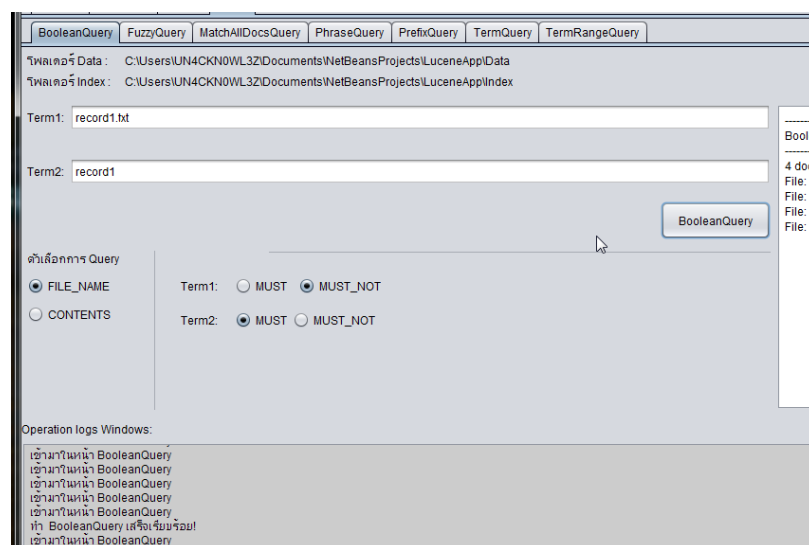 BooleanQuery FuzzyQuery MatchAllDocsQuery PhraseQuery PrefixQuery TermQuery TermRangeQuery
โฟลเดอร์ Data : C:\Users\UN4CKN0WL3Z\Documents\NetBeansProjects\LuceneApp\Data
โฟลเดอร์ Index : C:\Users\UN4CKN0WL3Z\Documents\NetBeansProjects\LuceneApp\Index
Term1: record1.txt
Term2: record1
BooleanQuery
-------
Bool
-------
4 do
File:
File:
File:
File:
ตัวเลือกการ Query
FILE_NAME
CONTENTS
Term1: MUST MUST_NOT
Term2: MUST MUST_NOT
Operation logs Windows:
เข้ามาในหน้า BooleanQuery
เข้ามาในหน้า BooleanQuery
เข้ามาในหน้า BooleanQuery
เข้ามาในหน้า BooleanQuery
เข้ามาในหน้า BooleanQuery
ทำ BooleanQuery เสร็จเรียบร้อย!
เข้ามาในหน้า BooleanQuery